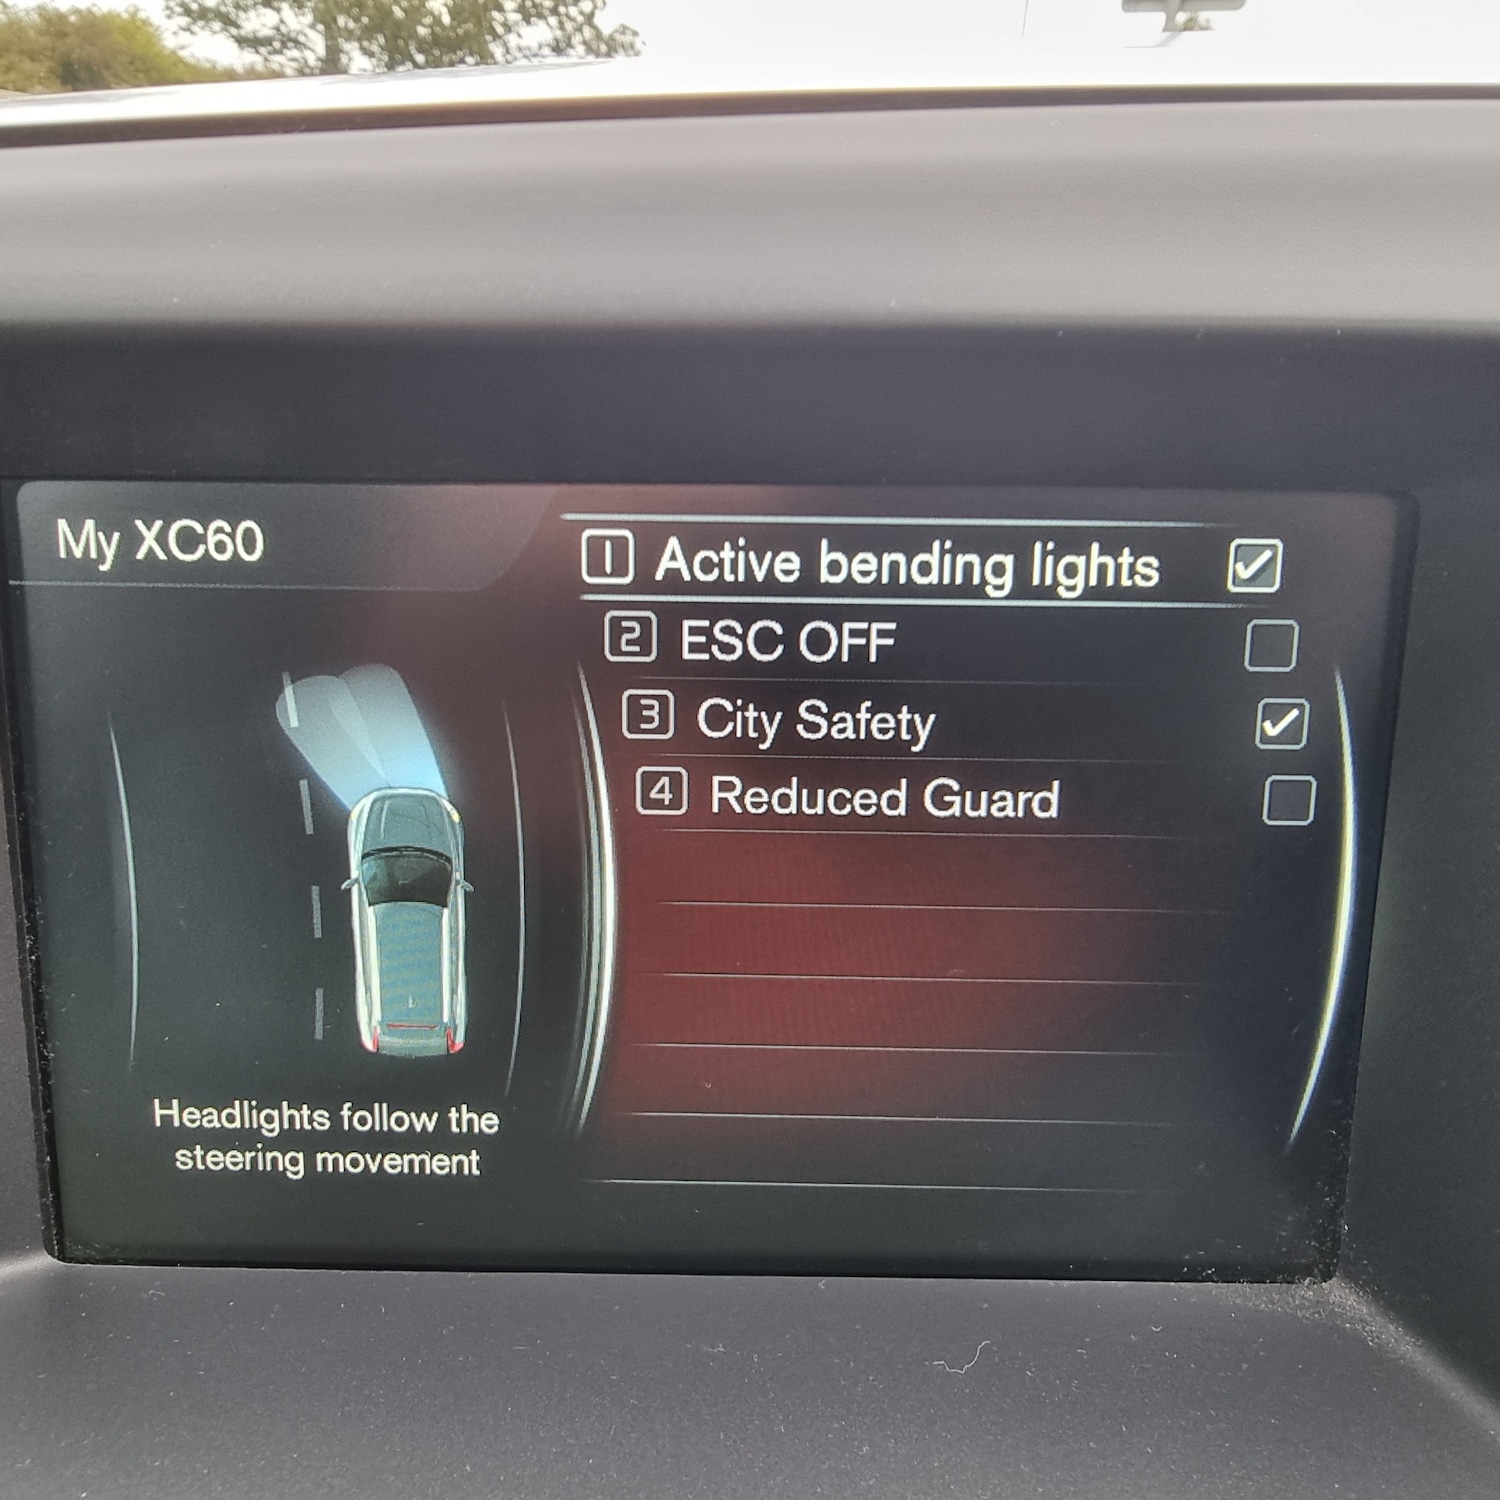 My XC60
1 Active bending lights
2 ESC OFF
3 City Safety
4 Reduced Guard
Headlights follow the
steering movement